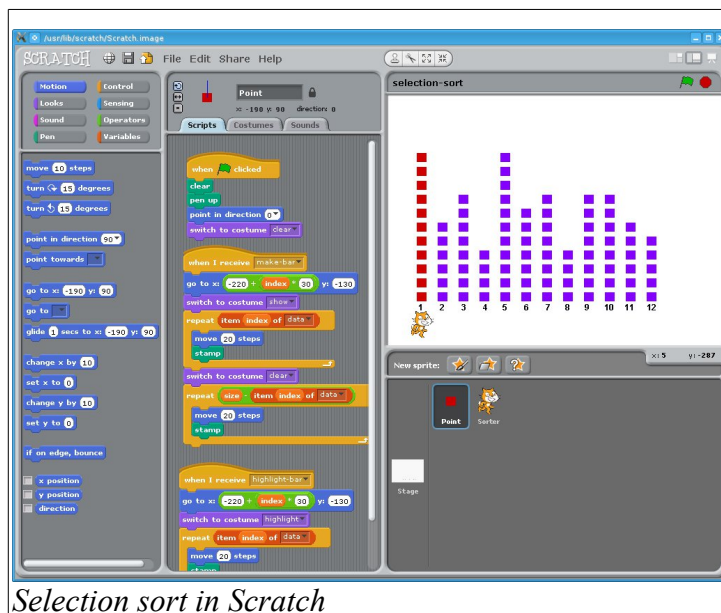 /usr/lib/scratch/Scratch.image
SCRATCH File Edit Share Help
Motion Control
Looks Sensing
Sound Operators
Pen Variables
move 10 steps
turn 15 degrees
turn 15 degrees
point in direction 90
point towards
go to x: -190 y: 90
go to
glide 1 secs to x: -190 y: 90
change x by 10
set x to 0
change y by 10
set y to 0
if on edge, bounce
x position
y position
direction
Point
x: -190 y: 90 direction: 0
Scripts Costumes Sounds
when clicked
clear
pen up
point in direction 0
switch to costume clear
when I receive make-bar
go to x: -220 + index * 30 y: -130
switch to costume show
repeat item index of data
move 20 steps
stamp
switch to costume clear
repeat size - item index of data
move 20 steps
stamp
when I receive highlight-bar
go to x: -220 + index * 30 y: -130
switch to costume highlight
repeat item index of data
move 20 steps
stamp
selection-sort
1 2 3 4 5 6 7 8 9 10 11 12
x: 5 y: -287
New sprite:
Point Sorter
Stage
Selection sort in Scratch